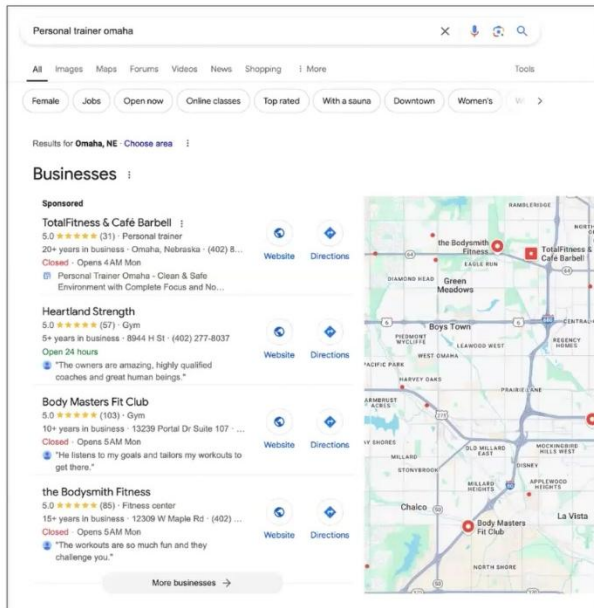 Personal trainer omaha
All Images Maps Forums Videos News Shopping More Tools
Female Jobs Open now Online classes Top rated With a sauna Downtown Women's
Results for Omaha, NE · Choose area
Businesses
Sponsored
TotalFitness & Café Barbell
5.0 (31) · Personal trainer
20+ years in business · Omaha, Nebraska · (402) 8...
Closed · Opens 4AM Mon
Personal Trainer Omaha - Clean & Safe
Environment with Complete Focus and No...
Website Directions
Heartland Strength
5.0 (57) · Gym
5+ years in business · 8944 H St · (402) 277-8037
Open 24 hours
"The owners are amazing, highly qualified
coaches and great human beings."
Website Directions
Body Masters Fit Club
5.0 (103) · Gym
10+ years in business · 13239 Portal Dr Suite 107 · ...
Closed · Opens 5AM Mon
"He listens to my goals and tailors my workouts to
get there."
Website Directions
the Bodysmith Fitness
5.0 (85) · Fitness center
15+ years in business · 12309 W Maple Rd · (402) ...
Closed · Opens 5AM Mon
"The workouts are so much fun and they
challenge you."
Website Directions
More businesses
RAMBLERIDGE
the Bodysmith
Fitness
TotalFitness &
Café Barbell
64
EAGLE RUN
64
DIAMOND HEAD
Green
Meadows
6
6
Boys Town
PIEDMONT
WYCLIFFE
LEAWOOD WEST
REGENCY
HOMES
WEST OMAHA
PACIFIC PARK
HARVEY OAKS
PRAIRIE LANE
ARMBRUST
ACRES
275
MILLARD
OLD MILLARD
EAST
MOCKINGBIRD
HILLS WEST
STONYBROOK
DISNEY
MILLARD
HEIGHTS
APPLEWOOD
HEIGHTS
Chalco
50
La Vista
Body Masters
Fit Club
NORTH SHORE
50